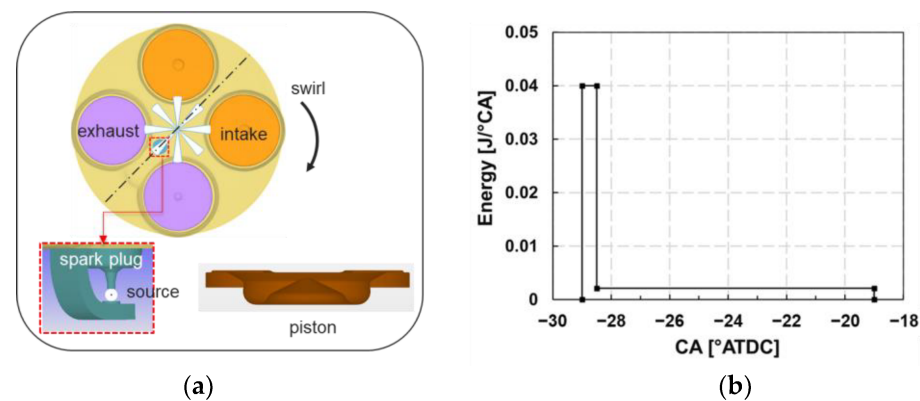 swirl
exhaust
intake
spark plug
source
piston
(a)
Energy [J/°CA]
0.05
0.04
0.03
0.02
0.01
0
−30
−28
−26
−24
−22
−20
−18
CA [°ATDC]
(b)